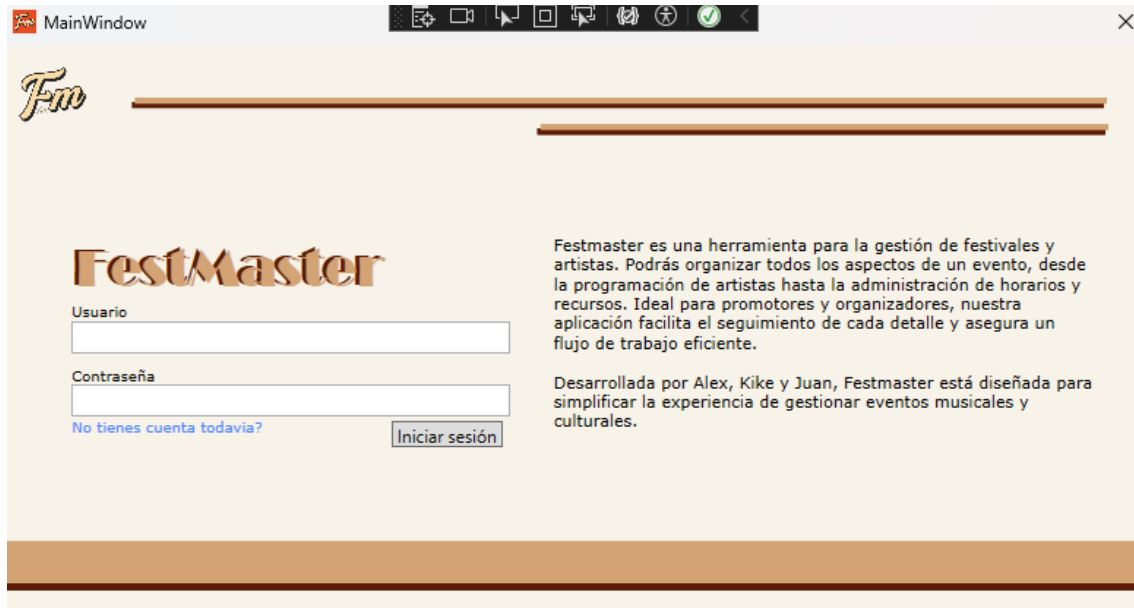 Fm MainWindow
Fm
FestMaster
Usuario
Contraseña
No tienes cuenta todavia?
Iniciar sesión
Festmaster es una herramienta para la gestión de festivales y
artistas. Podrás organizar todos los aspectos de un evento, desde
la programación de artistas hasta la administración de horarios y
recursos. Ideal para promotores y organizadores, nuestra
aplicación facilita el seguimiento de cada detalle y asegura un
flujo de trabajo eficiente.
Desarrollada por Alex, Kike y Juan, Festmaster está diseñada para
simplificar la experiencia de gestionar eventos musicales y
culturales.